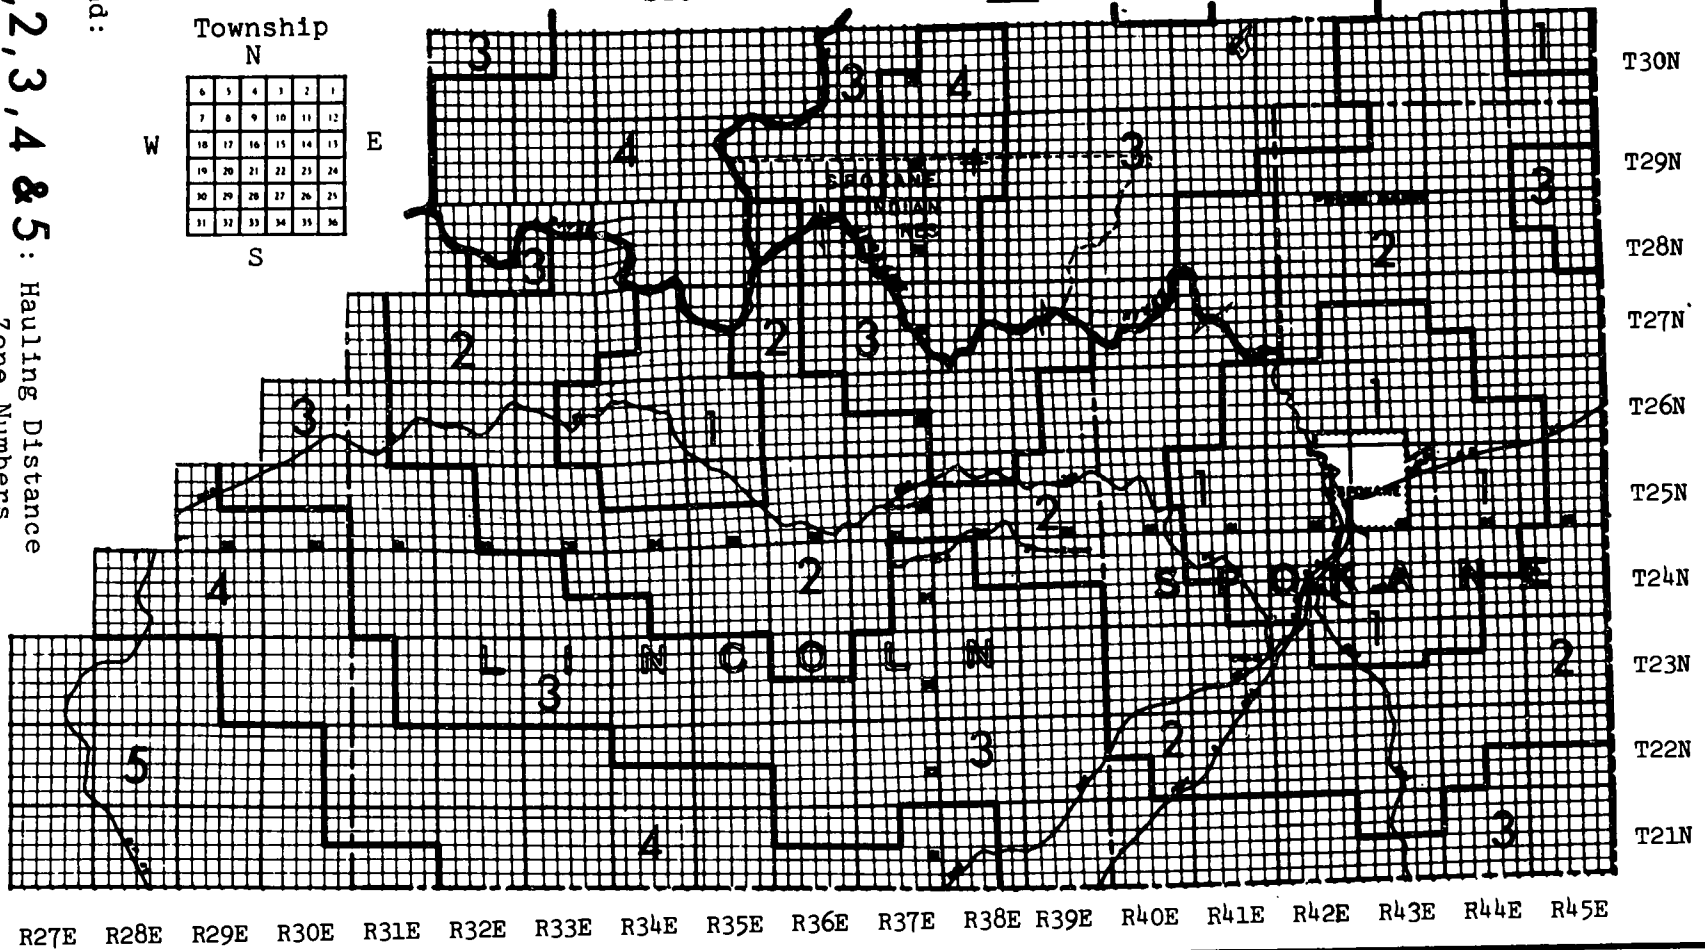 d:
,2,3,4 & 5: Hauling Distance
Zone Numbers
Township
N
6 5 4 3 2 1
7 8 9 10 11 12
W 18 17 16 15 14 13 E
19 20 21 22 23 24
30 29 28 27 26 25
31 32 33 34 35 36
S
3 1 T30N
3 4
4 3 T29N
SPOKANE 3
INDIAN
RES
3 2 T28N
2 2 3 T27N
3 1 1 T26N
2 1 SPOKANE 1 T25N
4 2 SPOKANE T24N
1
LINCOLN 2 T23N
3
5 3 2 T22N
4 3 T21N
R27E R28E R29E R30E R31E R32E R33E R34E R35E R36E R37E R38E R39E R40E R41E R42E R43E R44E R45E